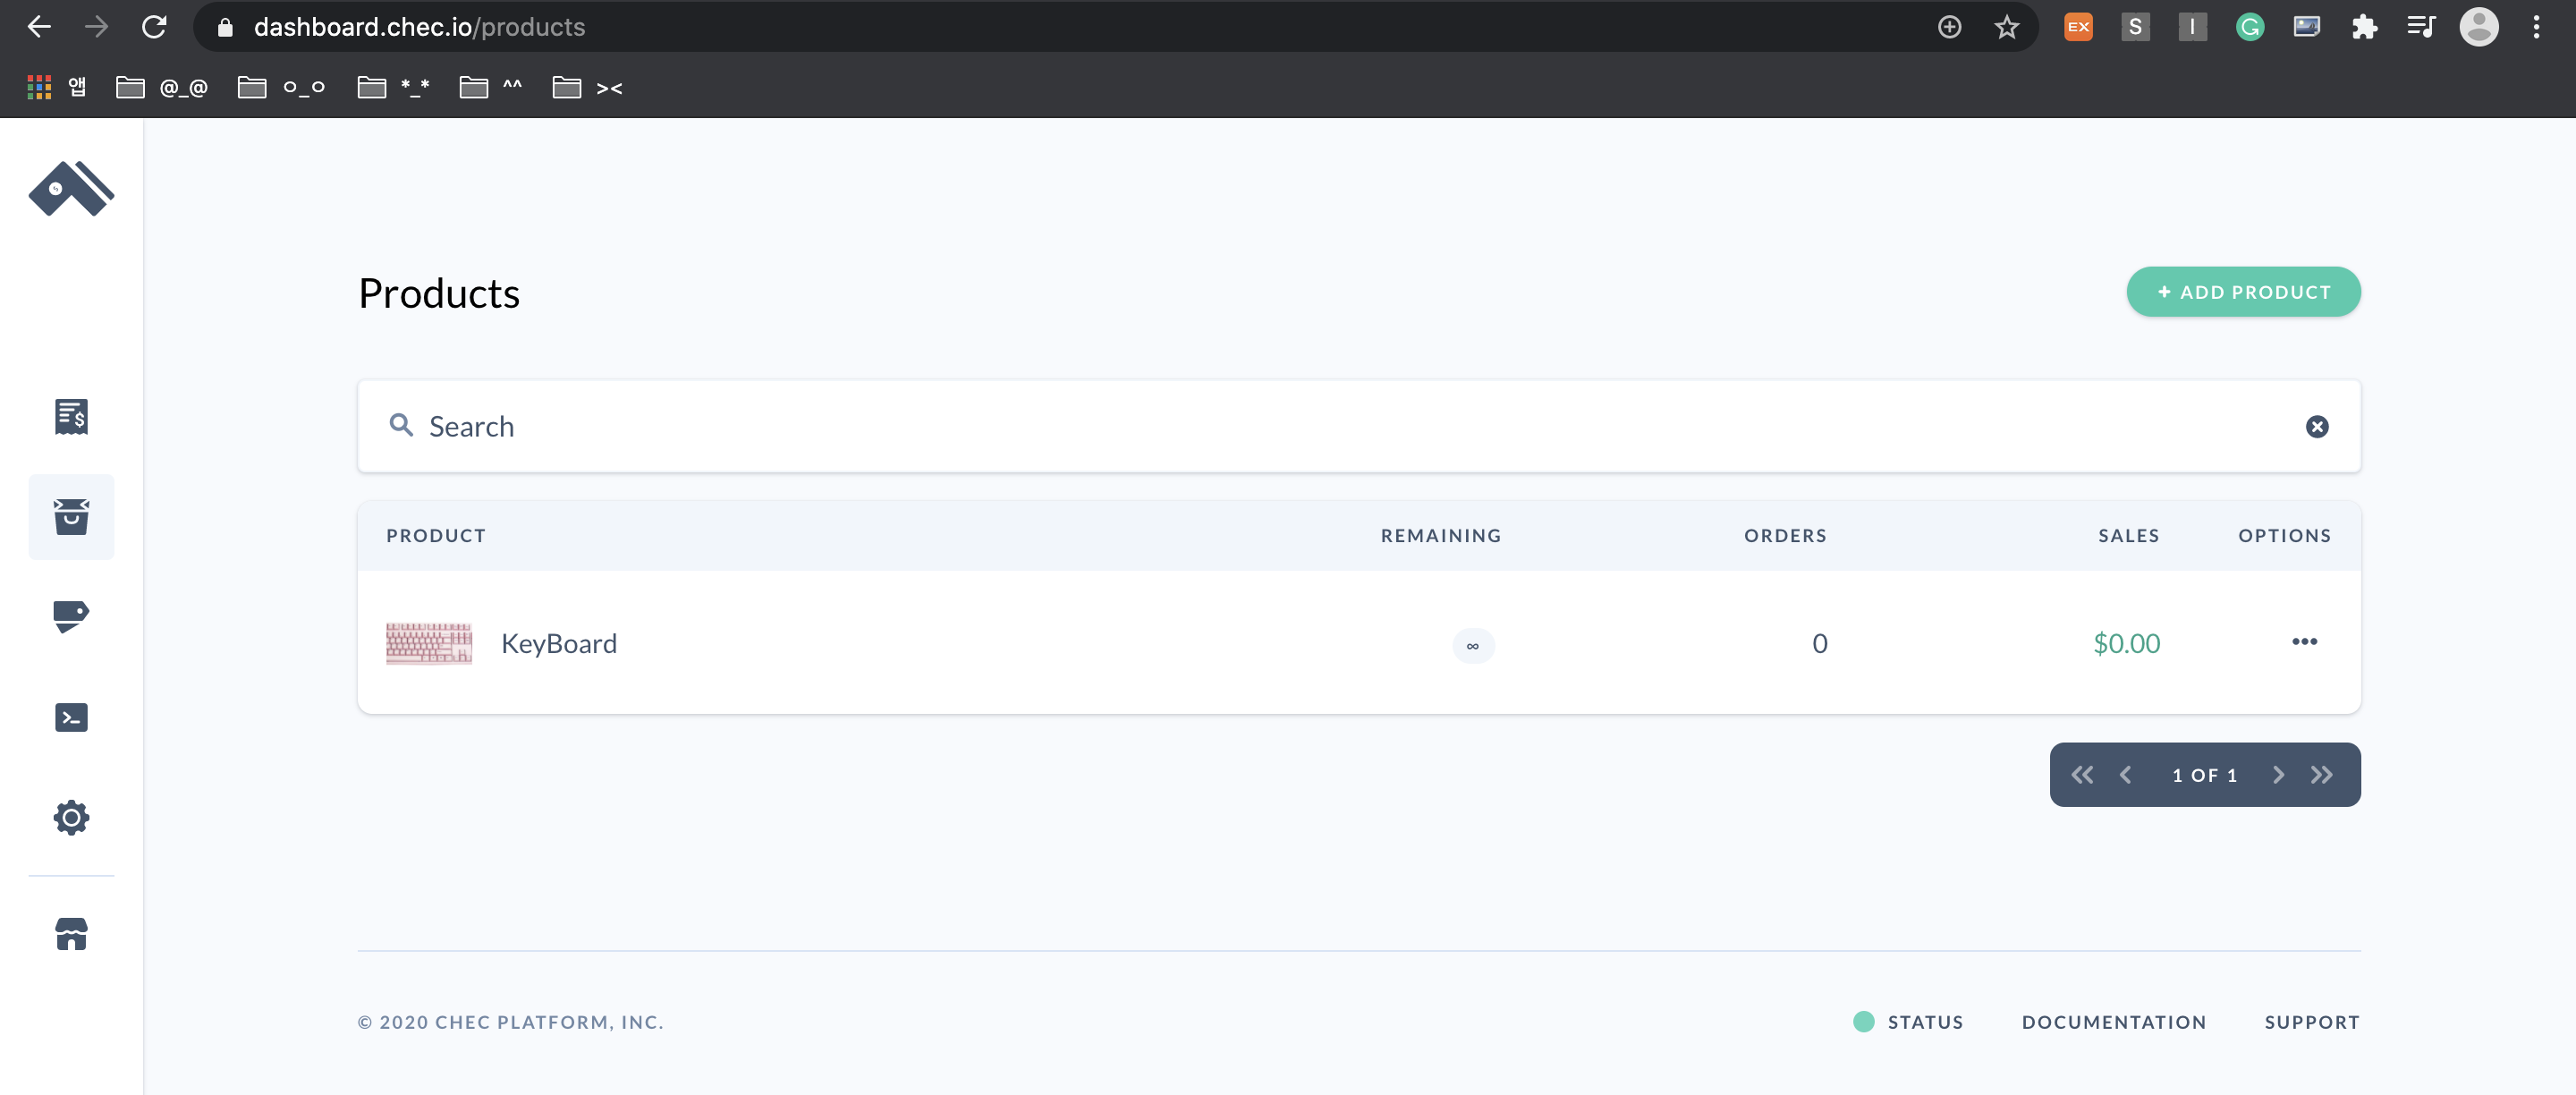 dashboard.chec.io/products
EX S I G
앱 @_@ o_o *_* ^^ ><
Products
+ ADD PRODUCT
Search
PRODUCT REMAINING ORDERS SALES OPTIONS
KeyBoard ∞ 0 $0.00 •••
1 OF 1
© 2020 CHEC PLATFORM, INC. STATUS DOCUMENTATION SUPPORT